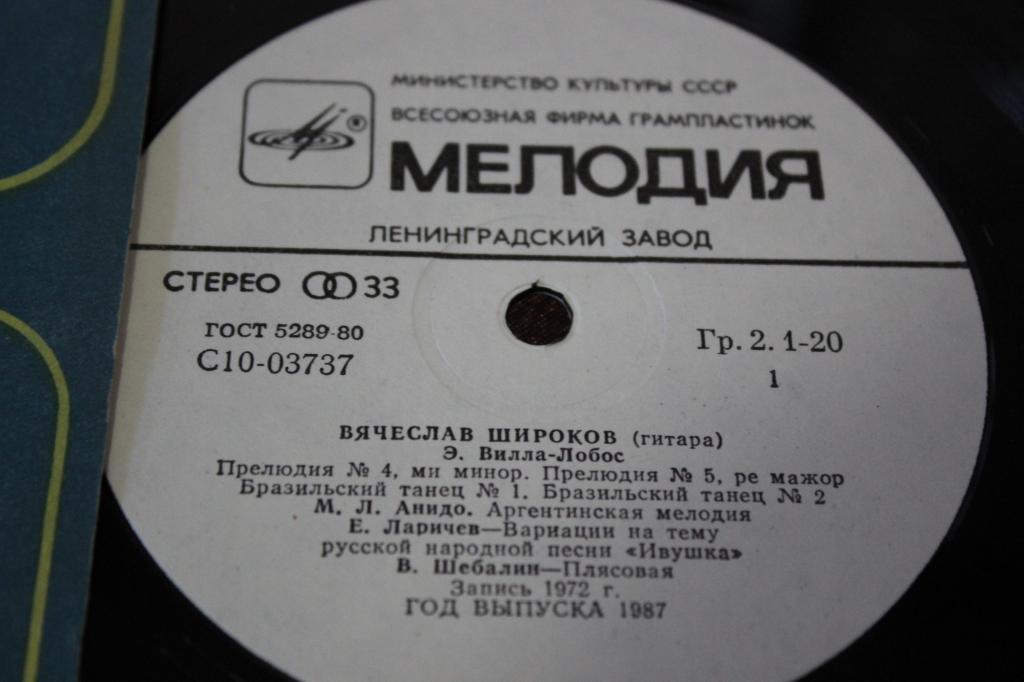 МИНИСТЕРСТВО КУЛЬТУРЫ СССР
ВСЕСОЮЗНАЯ ФИРМА ГРАМПЛАСТИНОК
®
МЕЛОДИЯ
ЛЕНИНГРАДСКИЙ ЗАВОД
СТЕРЕО 33
ГОСТ 5289-80
С10-03737
Гр. 2. 1-20
1
ВЯЧЕСЛАВ ШИРОКОВ (гитара)
Э. Вилла-Лобос
Прелюдия № 4, ми минор. Прелюдия № 5, ре мажор
Бразильский танец № 1. Бразильский танец № 2
М. Л. Анидо. Аргентинская мелодия
Е. Ларичев—Вариации на тему
русской народной песни «Ивушка»
В. Шебалин—Плясовая
Запись 1972 г.
ГОД ВЫПУСКА 1987